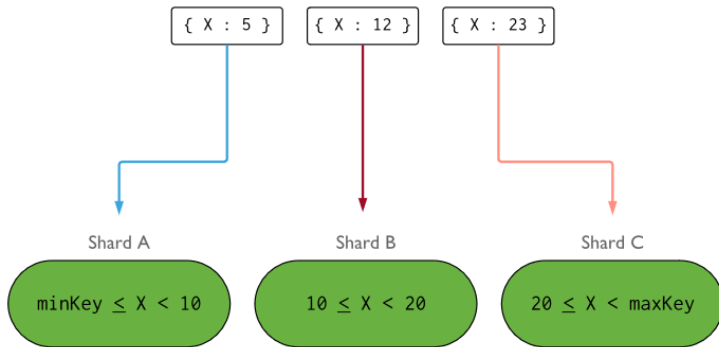 { X : 5 }
{ X : 12 }
{ X : 23 }
Shard A
Shard B
Shard C
minKey ≤ X < 10
10 ≤ X < 20
20 ≤ X < maxKey